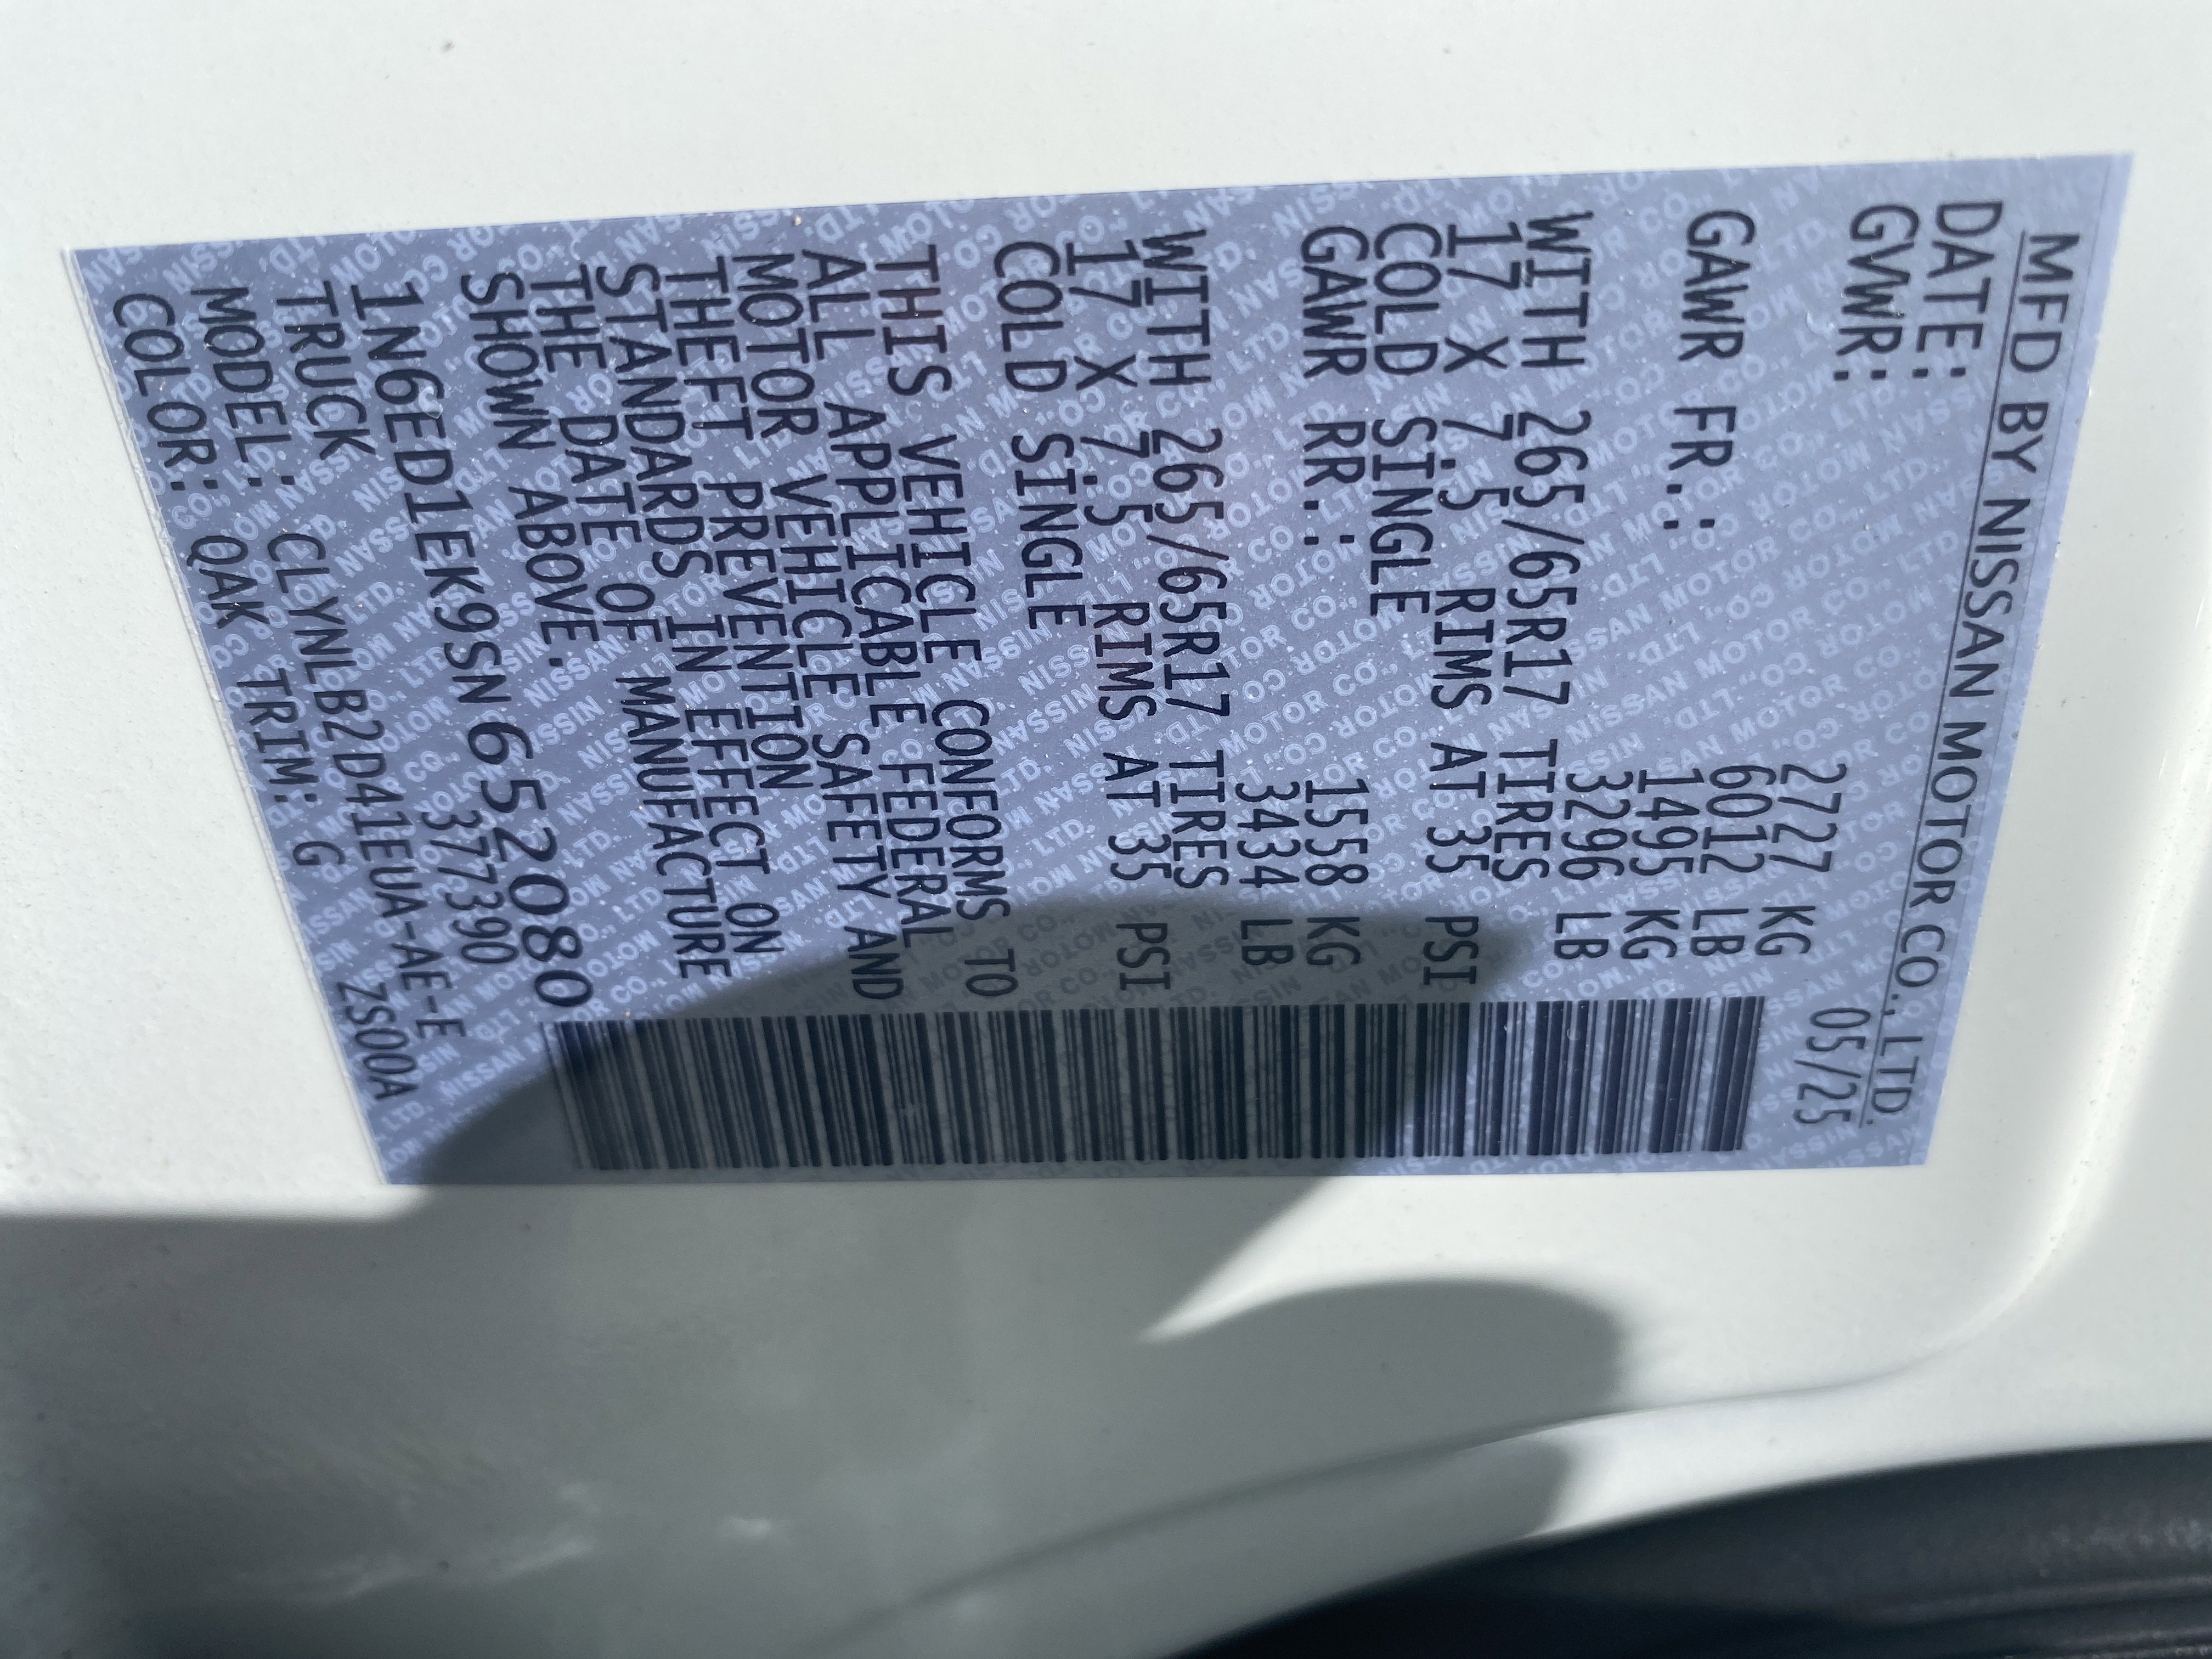 MFD BY NISSAN MOTOR CO., LTD.
DATE: 05/25
GVWR: 2727 KG
6012 LB
GAWR FR.: 1495 KG
3296 LB
WITH 265/65R17 TIRES
17 X 7.5 RIMS AT 35 PSI
COLD SINGLE
GAWR RR.: 1558 KG
3434 LB
WITH 265/65R17 TIRES
17 X 7.5 RIMS AT 35 PSI
COLD SINGLE
THIS VEHICLE CONFORMS TO
ALL APPLICABLE FEDERAL
MOTOR VEHICLE SAFETY AND
THEFT PREVENTION
STANDARDS IN EFFECT ON
THE DATE OF MANUFACTURE
SHOWN ABOVE.
1N6ED1EK9SN652080
TRUCK 377390
MODEL: CLYNLB2D41EUA-AE-E
COLOR: QAK TRIM: G ZS00A